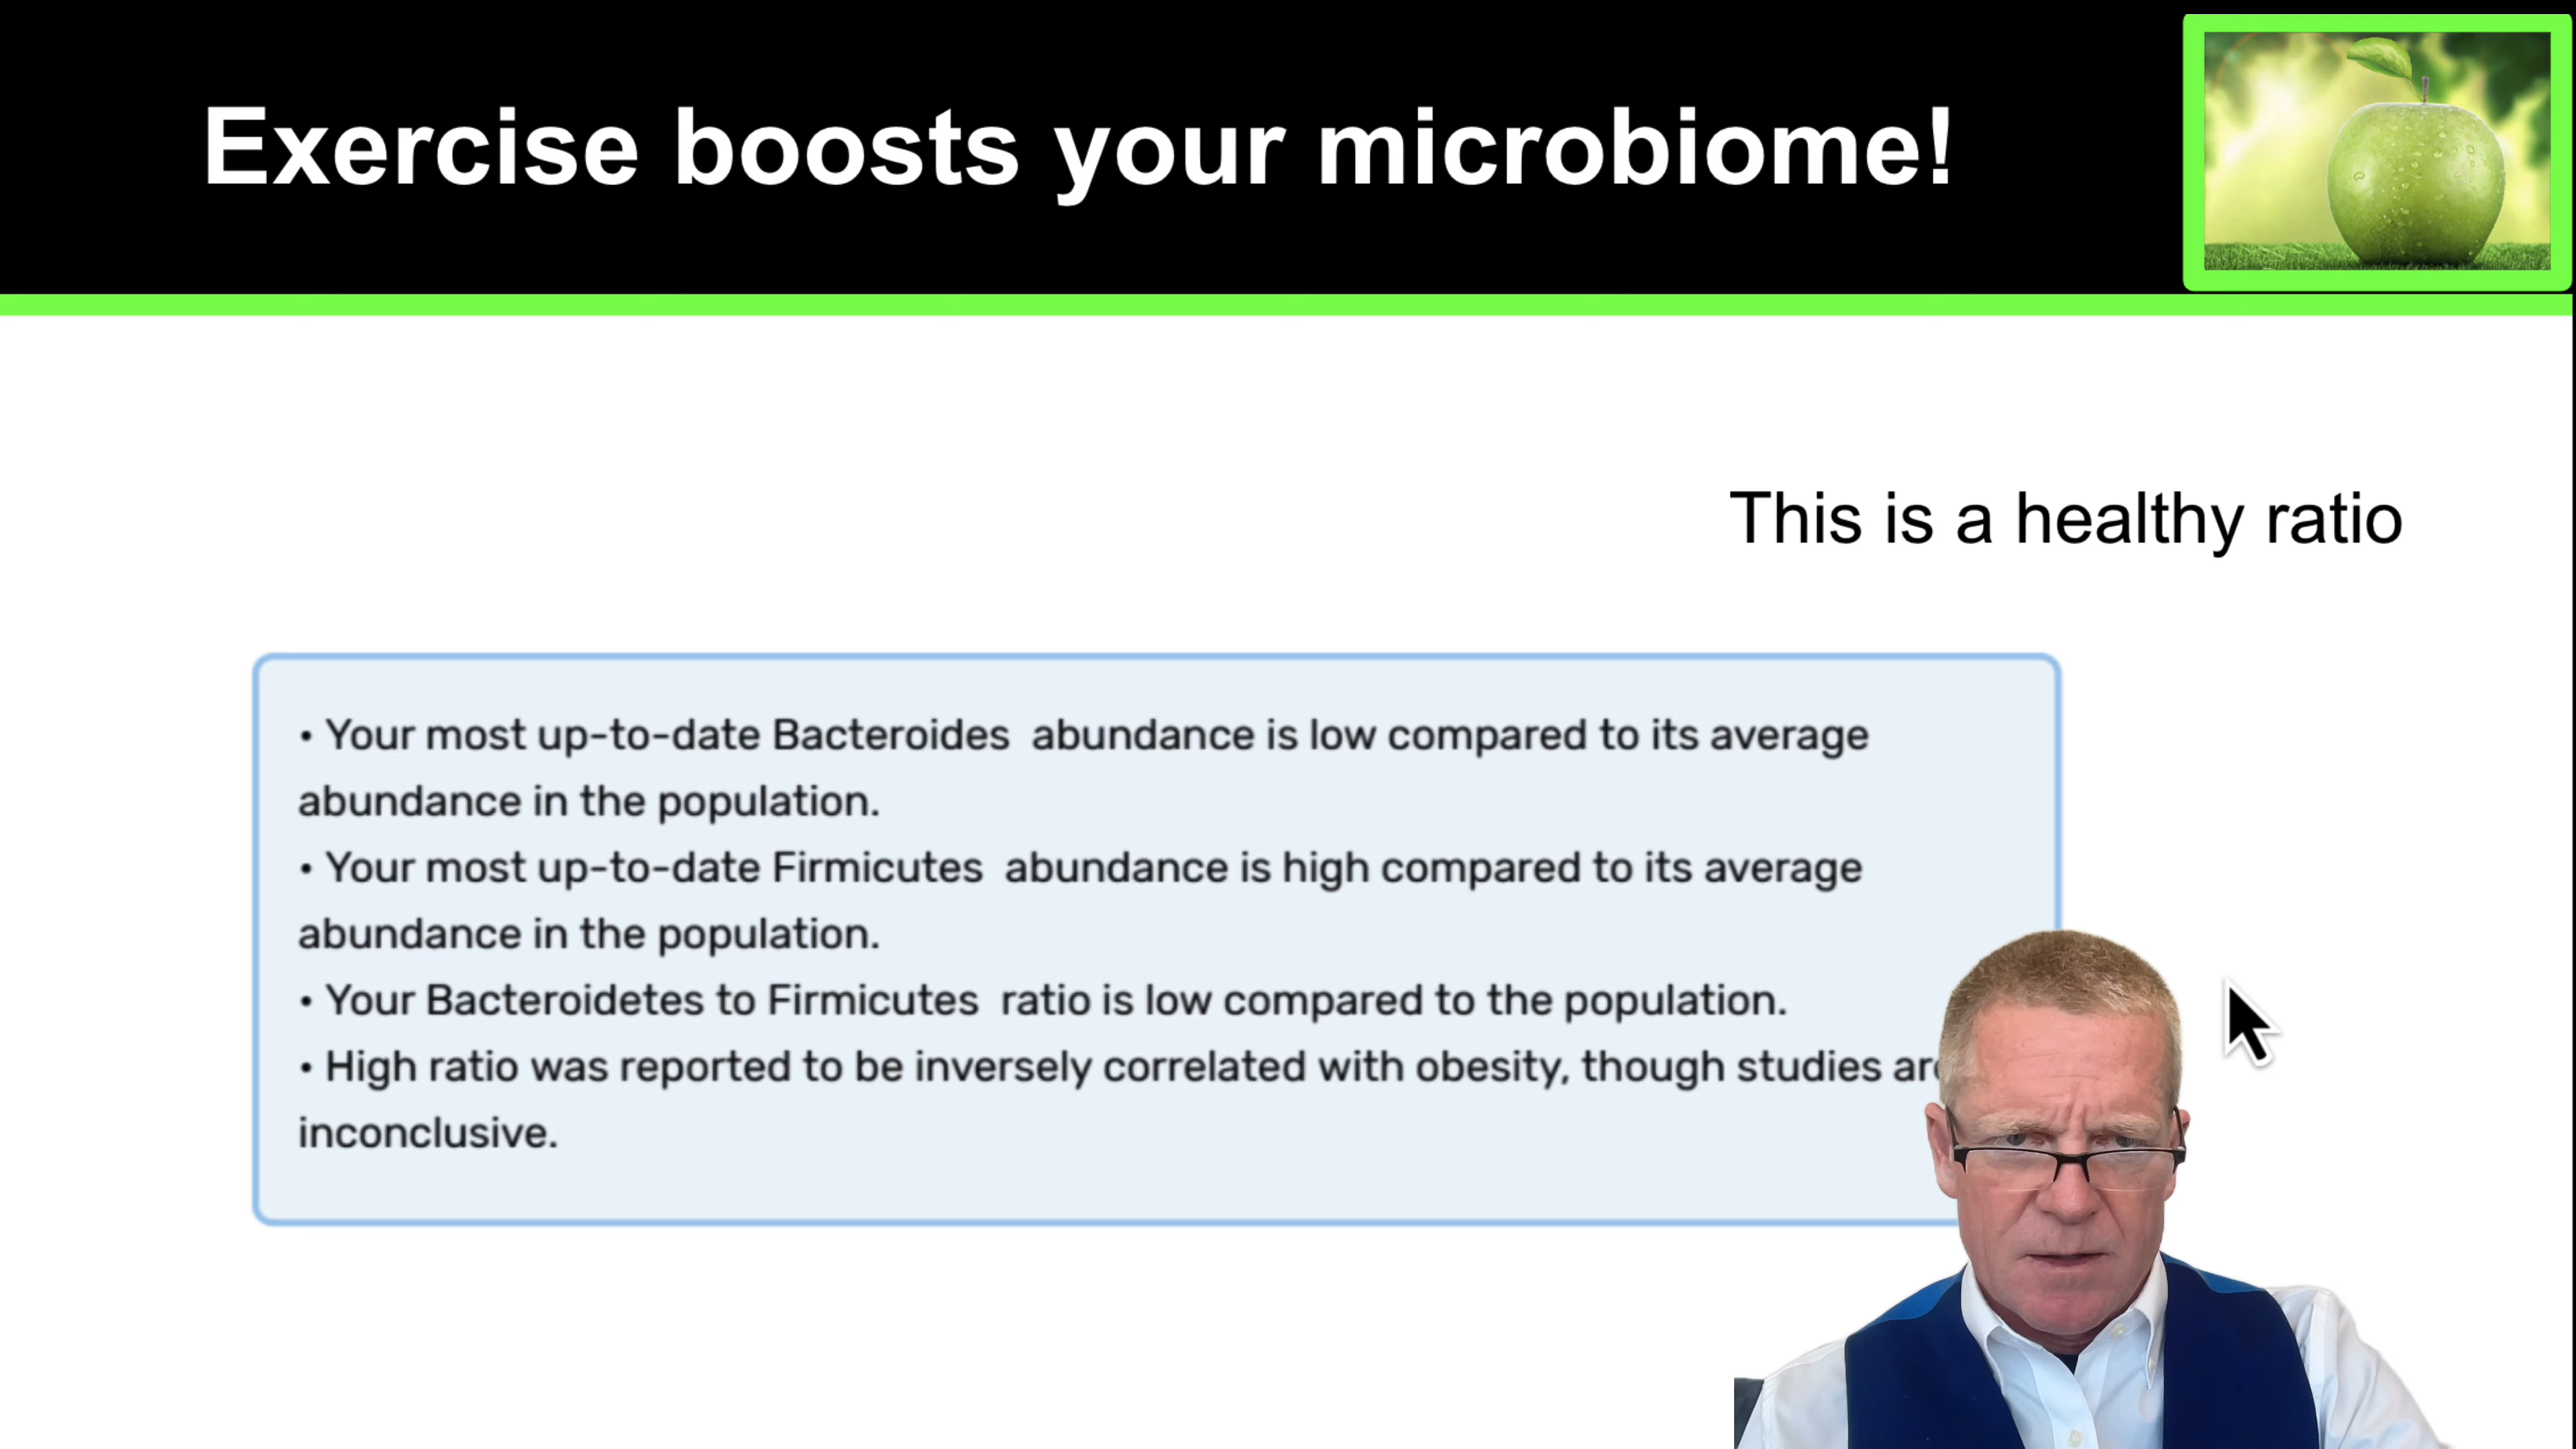 Exercise boosts your microbiome!
This is a healthy ratio
• Your most up-to-date Bacteroides abundance is low compared to its average
abundance in the population.
• Your most up-to-date Firmicutes abundance is high compared to its average
abundance in the population.
• Your Bacteroidetes to Firmicutes ratio is low compared to the population.
• High ratio was reported to be inversely correlated with obesity, though studies are
inconclusive.